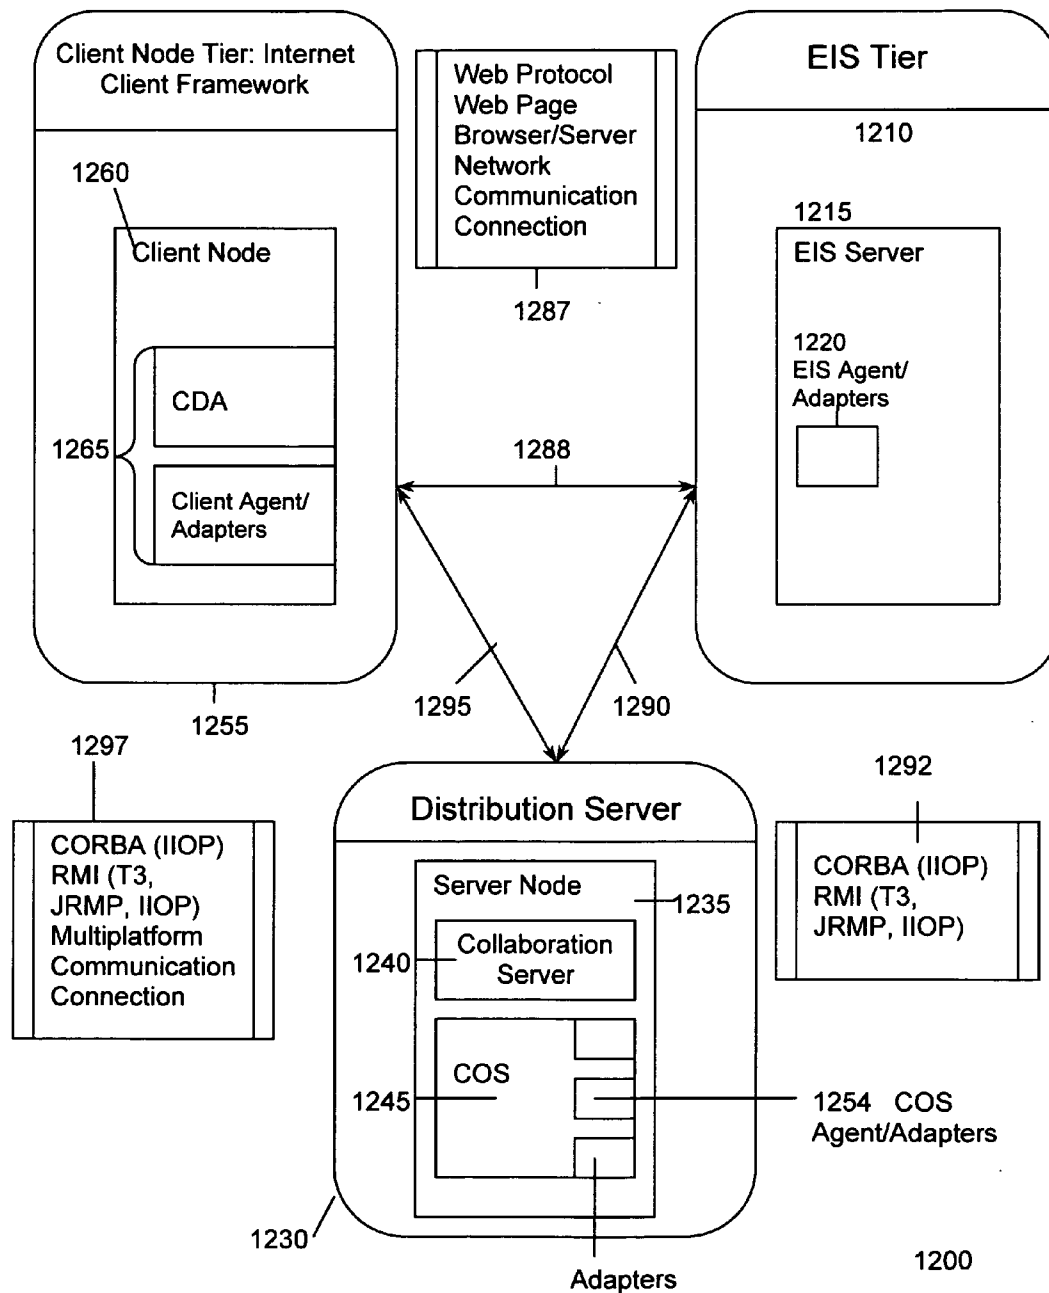 Client Node Tier: Internet
Client Framework
1260
Client Node
CDA
1265
Client Agent/
Adapters
1255
Web Protocol
Web Page
Browser/Server
Network
Communication
Connection
1287
EIS Tier
1210
1215
EIS Server
1220
EIS Agent/
Adapters
1288
1295
1290
1297
CORBA (IIOP)
RMI (T3,
JRMP, IIOP)
Multiplatform
Communication
Connection
Distribution Server
Server Node
1235
1240
Collaboration
Server
COS
1245
1254 COS
Agent/Adapters
1230
Adapters
1292
CORBA (IIOP)
RMI (T3,
JRMP, IIOP)
1200